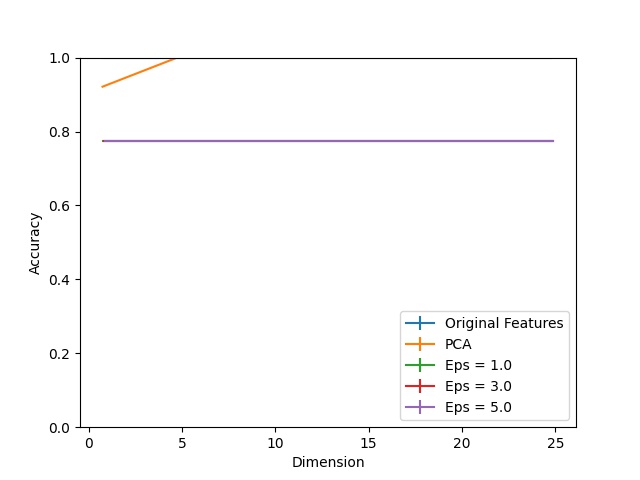 1.0
0.8
0.6
0.4
0.2
0.0
Accuracy
0 5 10 15 20 25
Dimension
Original Features
PCA
Eps = 1.0
Eps = 3.0
Eps = 5.0